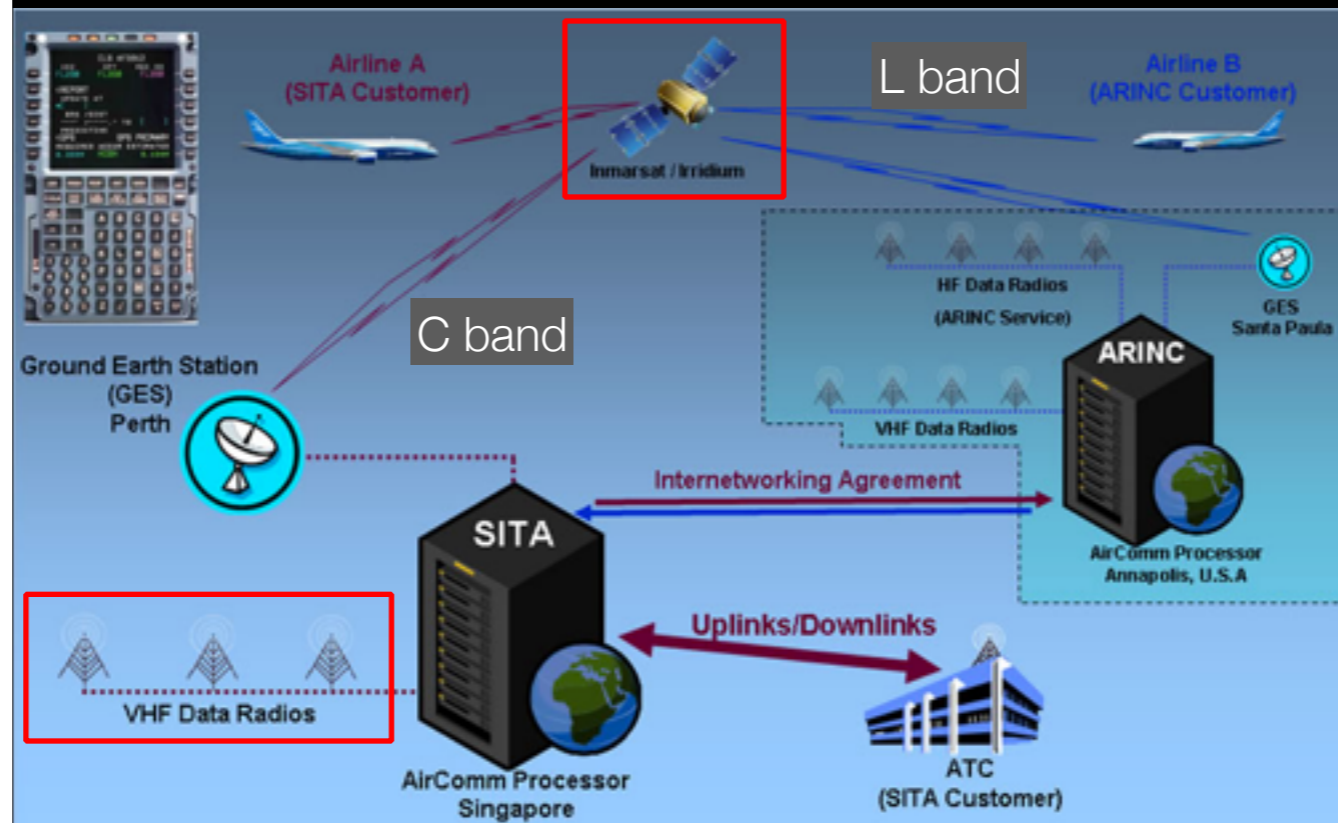 Airline A
(SITA Customer)
L band
Airline B
(ARINC Customer)
Inmarsat / Irridium
HF Data Radios
(ARINC Service)
GES
Santa Paula
C band
ARINC
Ground Earth Station
(GES)
Perth
VHF Data Radios
Internetworking Agreement
SITA
AirComm Processor
Annapolis, U.S.A
Uplinks/Downlinks
VHF Data Radios
AirComm Processor
Singapore
ATC
(SITA Customer)